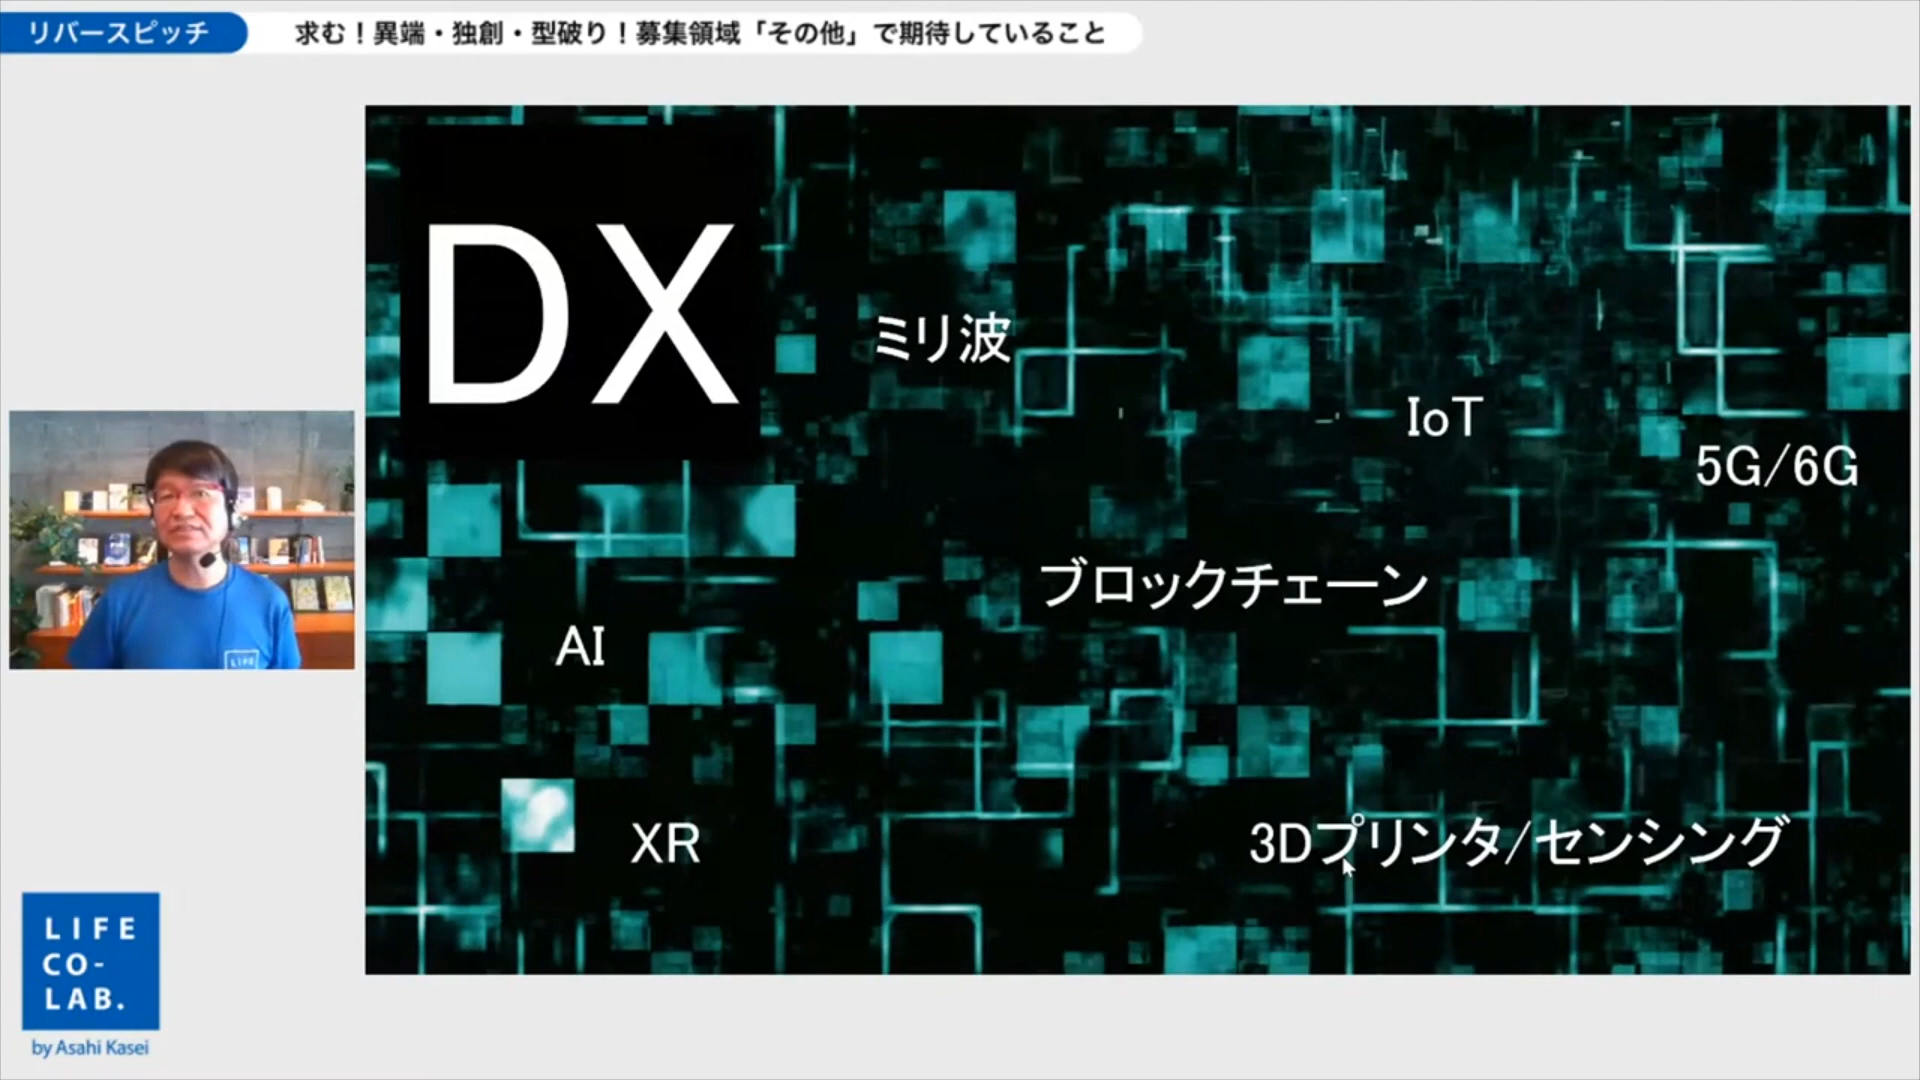 リバースピッチ
求む！異端・独創・型破り！募集領域「その他」で期待していること
DX
ミリ波
IoT
5G/6G
ブロックチェーン
AI
XR
3Dプリンタ/センシング
LIFE
LIFE
CO-
LAB.
by Asahi Kasei